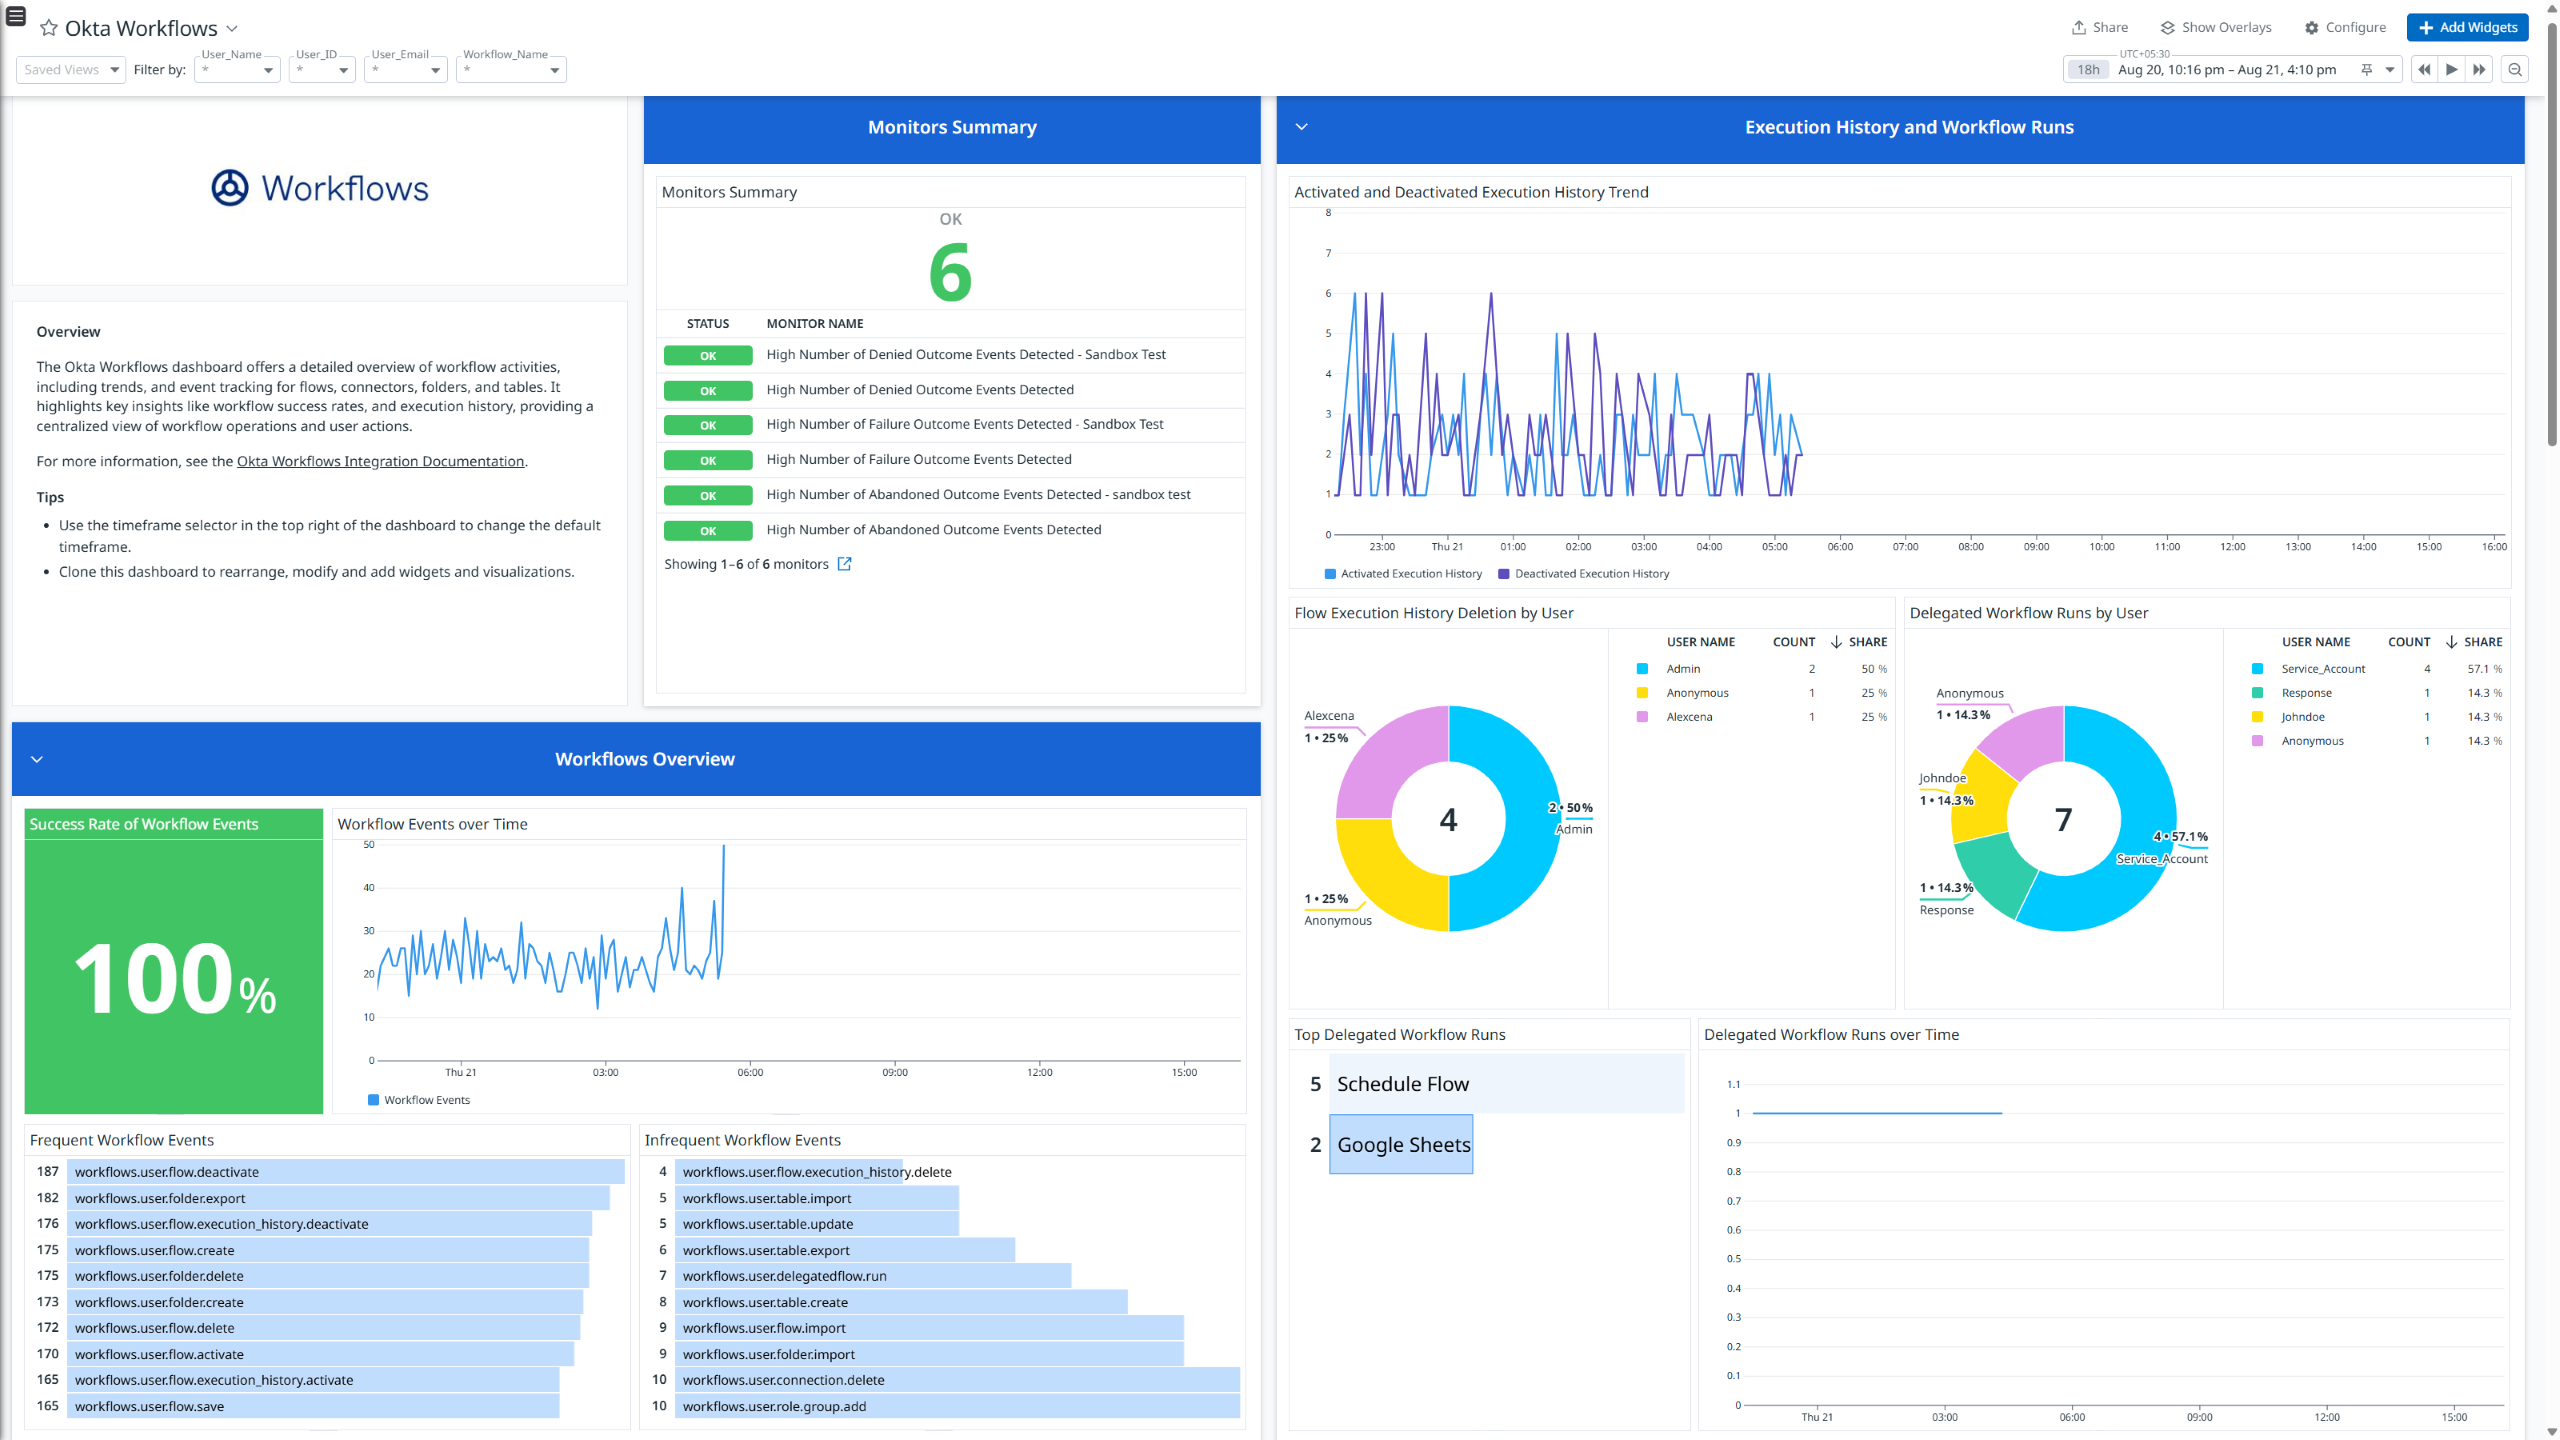 Okta Workflows
Share
Show Overlays
Configure
Add Widgets
Saved Views
Filter by:
User_Name
*
User_ID
*
User_Email
*
Workflow_Name
*
UTC+05:30
18h
Aug 20, 10:16 pm – Aug 21, 4:10 pm
Workflows
Overview
The Okta Workflows dashboard offers a detailed overview of workflow activities,
including trends, and event tracking for flows, connectors, folders, and tables. It
highlights key insights like workflow success rates, and execution history, providing a
centralized view of workflow operations and user actions.
For more information, see the Okta Workflows Integration Documentation.
Tips
• Use the timeframe selector in the top right of the dashboard to change the default
timeframe.
• Clone this dashboard to rearrange, modify and add widgets and visualizations.
Monitors Summary
Monitors Summary
OK
6
STATUS MONITOR NAME
OK High Number of Denied Outcome Events Detected - Sandbox Test
OK High Number of Denied Outcome Events Detected
OK High Number of Failure Outcome Events Detected - Sandbox Test
OK High Number of Failure Outcome Events Detected
OK High Number of Abandoned Outcome Events Detected - sandbox test
OK High Number of Abandoned Outcome Events Detected
Showing 1–6 of 6 monitors
Workflows Overview
Success Rate of Workflow Events
100%
Workflow Events over Time
50
40
30
20
10
0
Thu 21 03:00 06:00 09:00 12:00 15:00
Workflow Events
Frequent Workflow Events
187 workflows.user.flow.deactivate
182 workflows.user.folder.export
176 workflows.user.flow.execution_history.deactivate
175 workflows.user.flow.create
175 workflows.user.folder.delete
173 workflows.user.folder.create
172 workflows.user.flow.delete
170 workflows.user.flow.activate
165 workflows.user.flow.execution_history.activate
165 workflows.user.flow.save
Infrequent Workflow Events
4 workflows.user.flow.execution_history.delete
5 workflows.user.table.import
5 workflows.user.table.update
6 workflows.user.table.export
7 workflows.user.delegatedflow.run
8 workflows.user.table.create
9 workflows.user.flow.import
9 workflows.user.folder.import
10 workflows.user.connection.delete
10 workflows.user.role.group.add
Execution History and Workflow Runs
Activated and Deactivated Execution History Trend
8
7
6
5
4
3
2
1
0
23:00 Thu 21 01:00 02:00 03:00 04:00 05:00 06:00 07:00 08:00 09:00 10:00 11:00 12:00 13:00 14:00 15:00 16:00
Activated Execution History Deactivated Execution History
Flow Execution History Deletion by User
Alexcena
1 • 25%
2 • 50%
Admin
4
1 • 25%
Anonymous
USER NAME COUNT SHARE
Admin 2 50 %
Anonymous 1 25 %
Alexcena 1 25 %
Delegated Workflow Runs by User
Anonymous
1 • 14.3%
Johndoe
1 • 14.3%
7
4 • 57.1%
Service_Account
1 • 14.3%
Response
USER NAME COUNT SHARE
Service_Account 4 57.1 %
Response 1 14.3 %
Johndoe 1 14.3 %
Anonymous 1 14.3 %
Top Delegated Workflow Runs
5 Schedule Flow
2 Google Sheets
Delegated Workflow Runs over Time
1.1
1
0.9
0.8
0.7
0.6
0.5
0.4
0.3
0.2
0.1
0
Thu 21 03:00 06:00 09:00 12:00 15:00